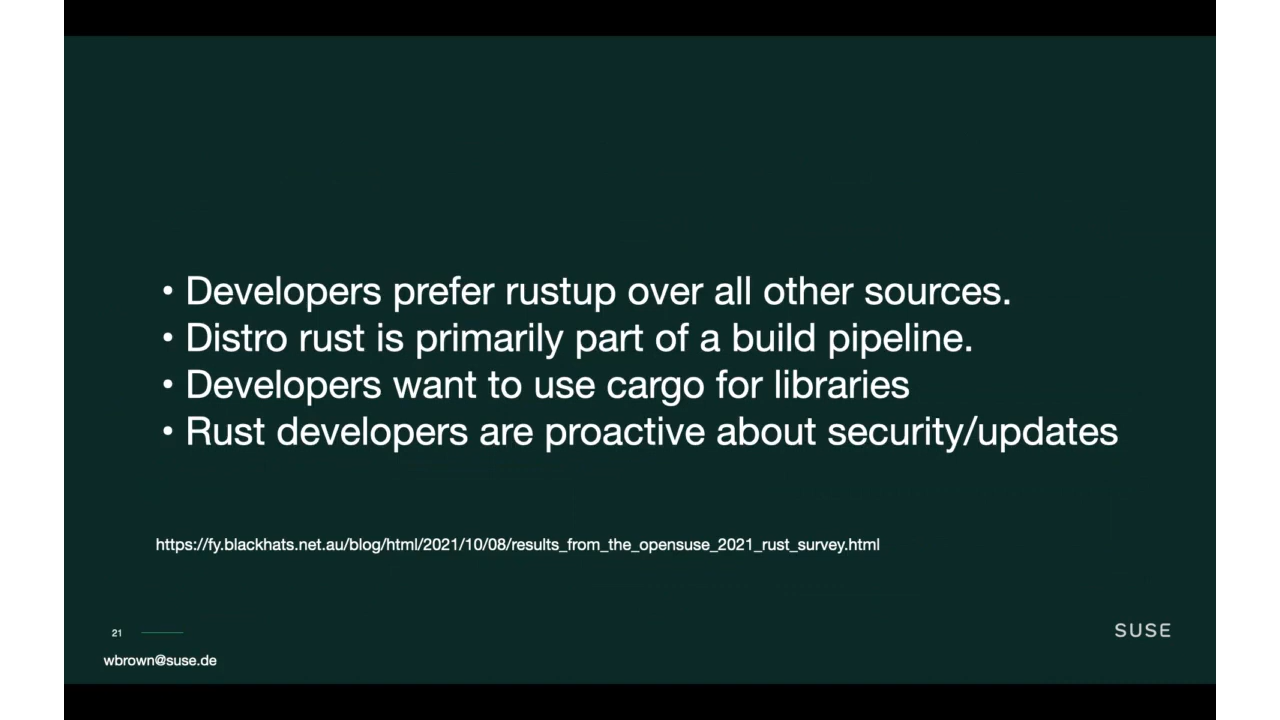 • Developers prefer rustup over all other sources.
• Distro rust is primarily part of a build pipeline.
• Developers want to use cargo for libraries
• Rust developers are proactive about security/updates
https://fy.blackhats.net.au/blog/html/2021/10/08/results_from_the_opensuse_2021_rust_survey.html
21
SUSE
wbrown@suse.de